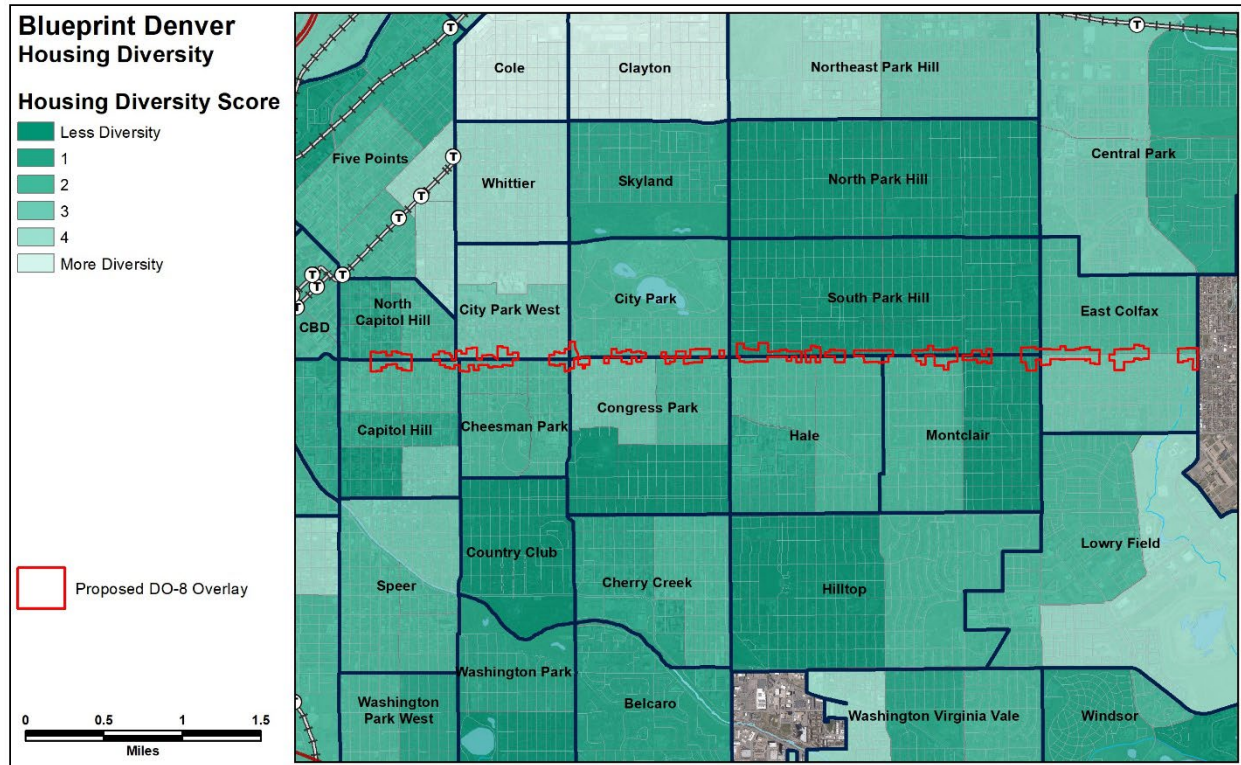 Blueprint Denver
Housing Diversity
Housing Diversity Score
Less Diversity
1
2
3
4
More Diversity
Proposed DO-8 Overlay
0 0.5 1 1.5
Miles
Cole
Clayton
Northeast Park Hill
T
T
Five Points
T
Whittier
Skyland
North Park Hill
Central Park
T
T
T
T
T
T
CBD
North
Capitol Hill
City Park West
City Park
South Park Hill
East Colfax
Capitol Hill
Cheesman Park
Congress Park
Hale
Montclair
Speer
Country Club
Cherry Creek
Hilltop
Lowry Field
Washington Park
Washington
Park West
Belcaro
Washington Virginia Vale
Windsor
T